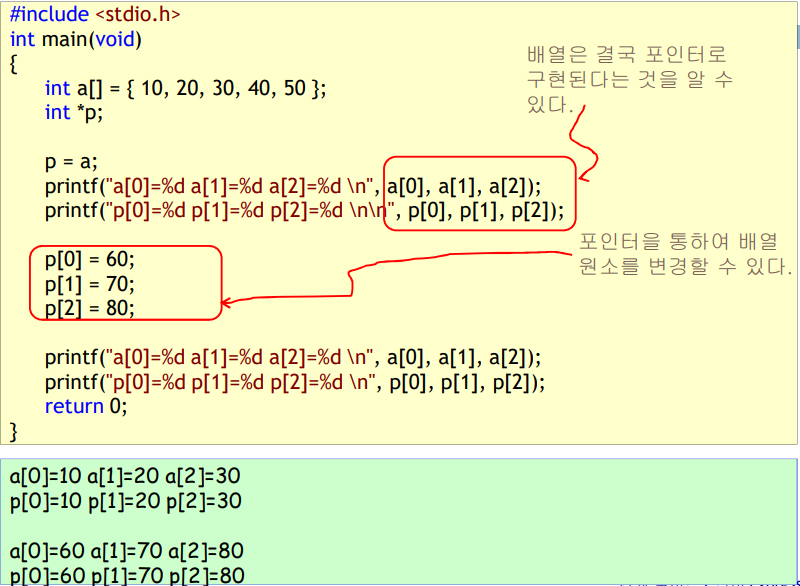 #include <stdio.h>
int main(void)
{
int a[] = { 10, 20, 30, 40, 50 };
int *p;
배열은 결국 포인터로
구현된다는 것을 알 수
있다.
p = a;
printf("a[0]=%d a[1]=%d a[2]=%d \n", a[0], a[1], a[2]);
printf("p[0]=%d p[1]=%d p[2]=%d \n\n", p[0], p[1], p[2]);
포인터을 통하여 배열
원소를 변경할 수 있다.
p[0] = 60;
p[1] = 70;
p[2] = 80;
printf("a[0]=%d a[1]=%d a[2]=%d \n", a[0], a[1], a[2]);
printf("p[0]=%d p[1]=%d p[2]=%d \n", p[0], p[1], p[2]);
return 0;
}
a[0]=10 a[1]=20 a[2]=30
p[0]=10 p[1]=20 p[2]=30
a[0]=60 a[1]=70 a[2]=80
p[0]=60 p[1]=70 p[2]=80